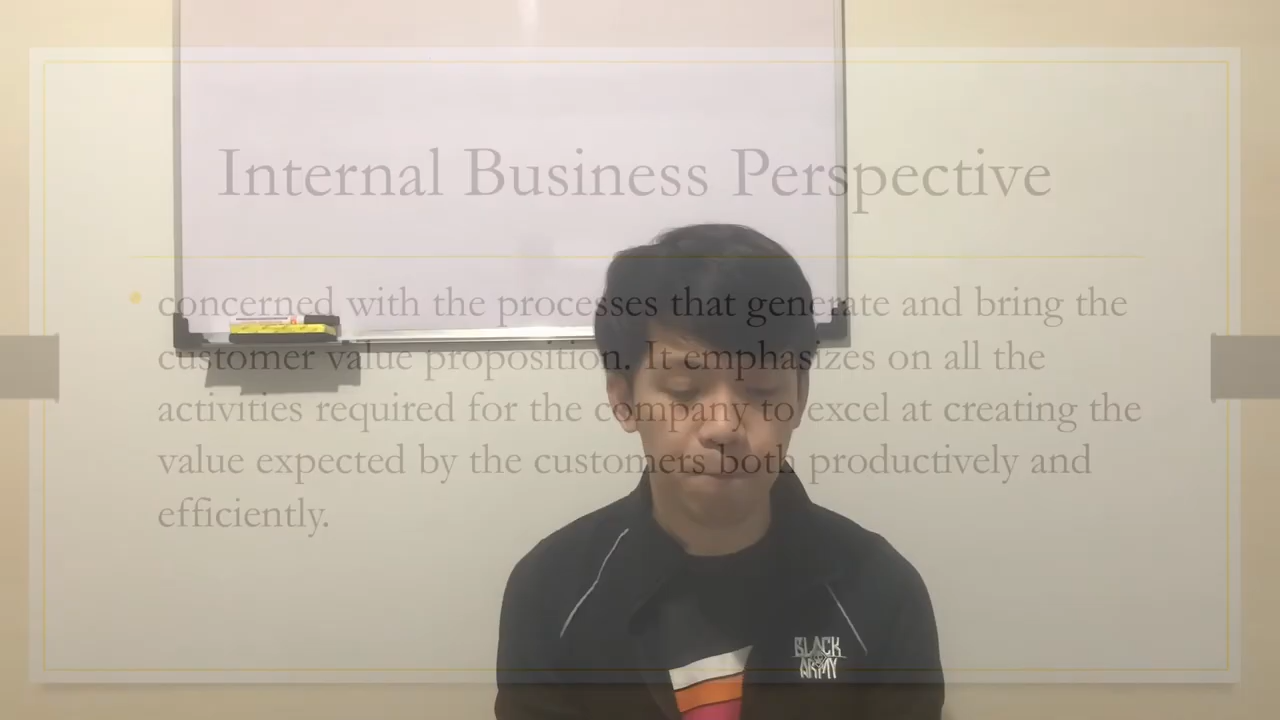 Internal Business Perspective
concerned with the processes that generate and bring the
customer value proposition. It emphasizes on all the
activities required for the company to excel at creating the
value expected by the customers both productively and
efficiently.
BLACK
ARMY